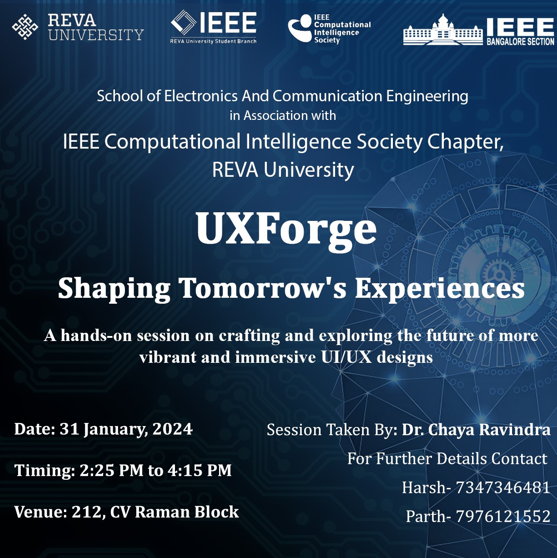 REVA
UNIVERSITY
IEEE
REVA University Student Branch
IEEE
Computational
Intelligence
Society
IEEE
BANGALORE SECTION
School of Electronics And Communication Engineering
in Association with
IEEE Computational Intelligence Society Chapter,
REVA University
UXForge
Shaping Tomorrow's Experiences
A hands-on session on crafting and exploring the future of more
vibrant and immersive UI/UX designs
Date: 31 January, 2024
Timing: 2:25 PM to 4:15 PM
Venue: 212, CV Raman Block
Session Taken By: Dr. Chaya Ravindra
For Further Details Contact
Harsh- 7347346481
Parth- 7976121552